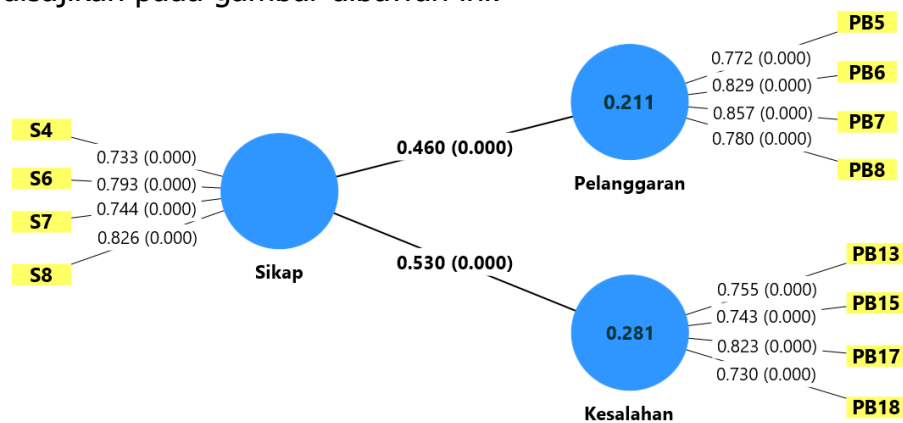 disajikan pada gambar dibawah ini.
S4
S6
S7
S8
0.733 (0.000)
0.793 (0.000)
0.744 (0.000)
0.826 (0.000)
Sikap
0.460 (0.000)
0.530 (0.000)
0.211
Pelanggaran
0.772 (0.000)
0.829 (0.000)
0.857 (0.000)
0.780 (0.000)
PB5
PB6
PB7
PB8
0.281
Kesalahan
0.755 (0.000)
0.743 (0.000)
0.823 (0.000)
0.730 (0.000)
PB13
PB15
PB17
PB18